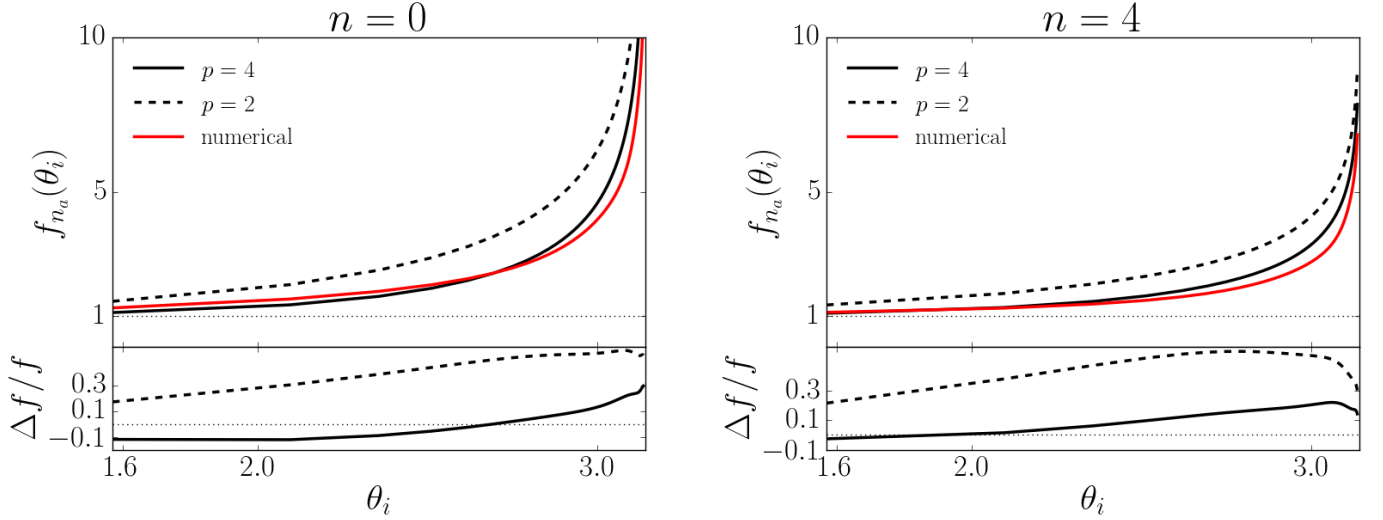 n = 0
10
5
1
f_{n_a}(θ_i)
p = 4
p = 2
numerical
0.3
0.1
−0.1
Δf/f
1.6
2.0
3.0
θ_i
n = 4
10
5
1
f_{n_a}(θ_i)
p = 4
p = 2
numerical
0.3
0.1
−0.1
Δf/f
1.6
2.0
3.0
θ_i